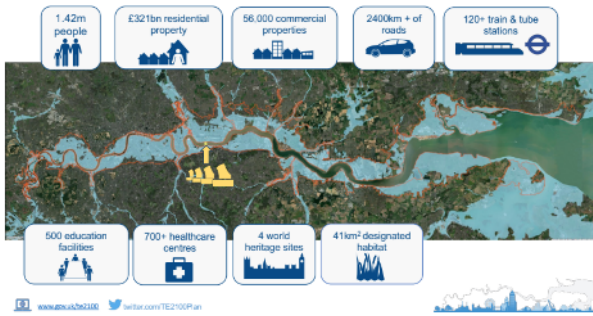 1.42m
people
£321bn residential
property
56,000 commercial
properties
2400km + of
roads
120+ train & tube
stations
500 education
facilities
700+ healthcare
centres
4 world
heritage sites
41km² designated
habitat
www.gov.uk/te2100
twitter.com/TE2100Plan